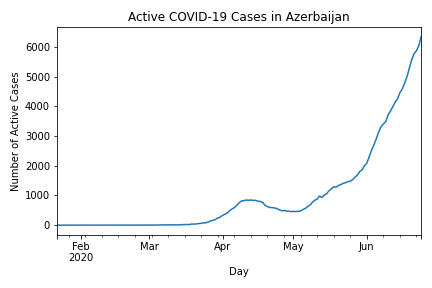 Active COVID-19 Cases in Azerbaijan
Number of Active Cases
6000
5000
4000
3000
2000
1000
0
Feb
2020
Mar
Apr
May
Jun
Day